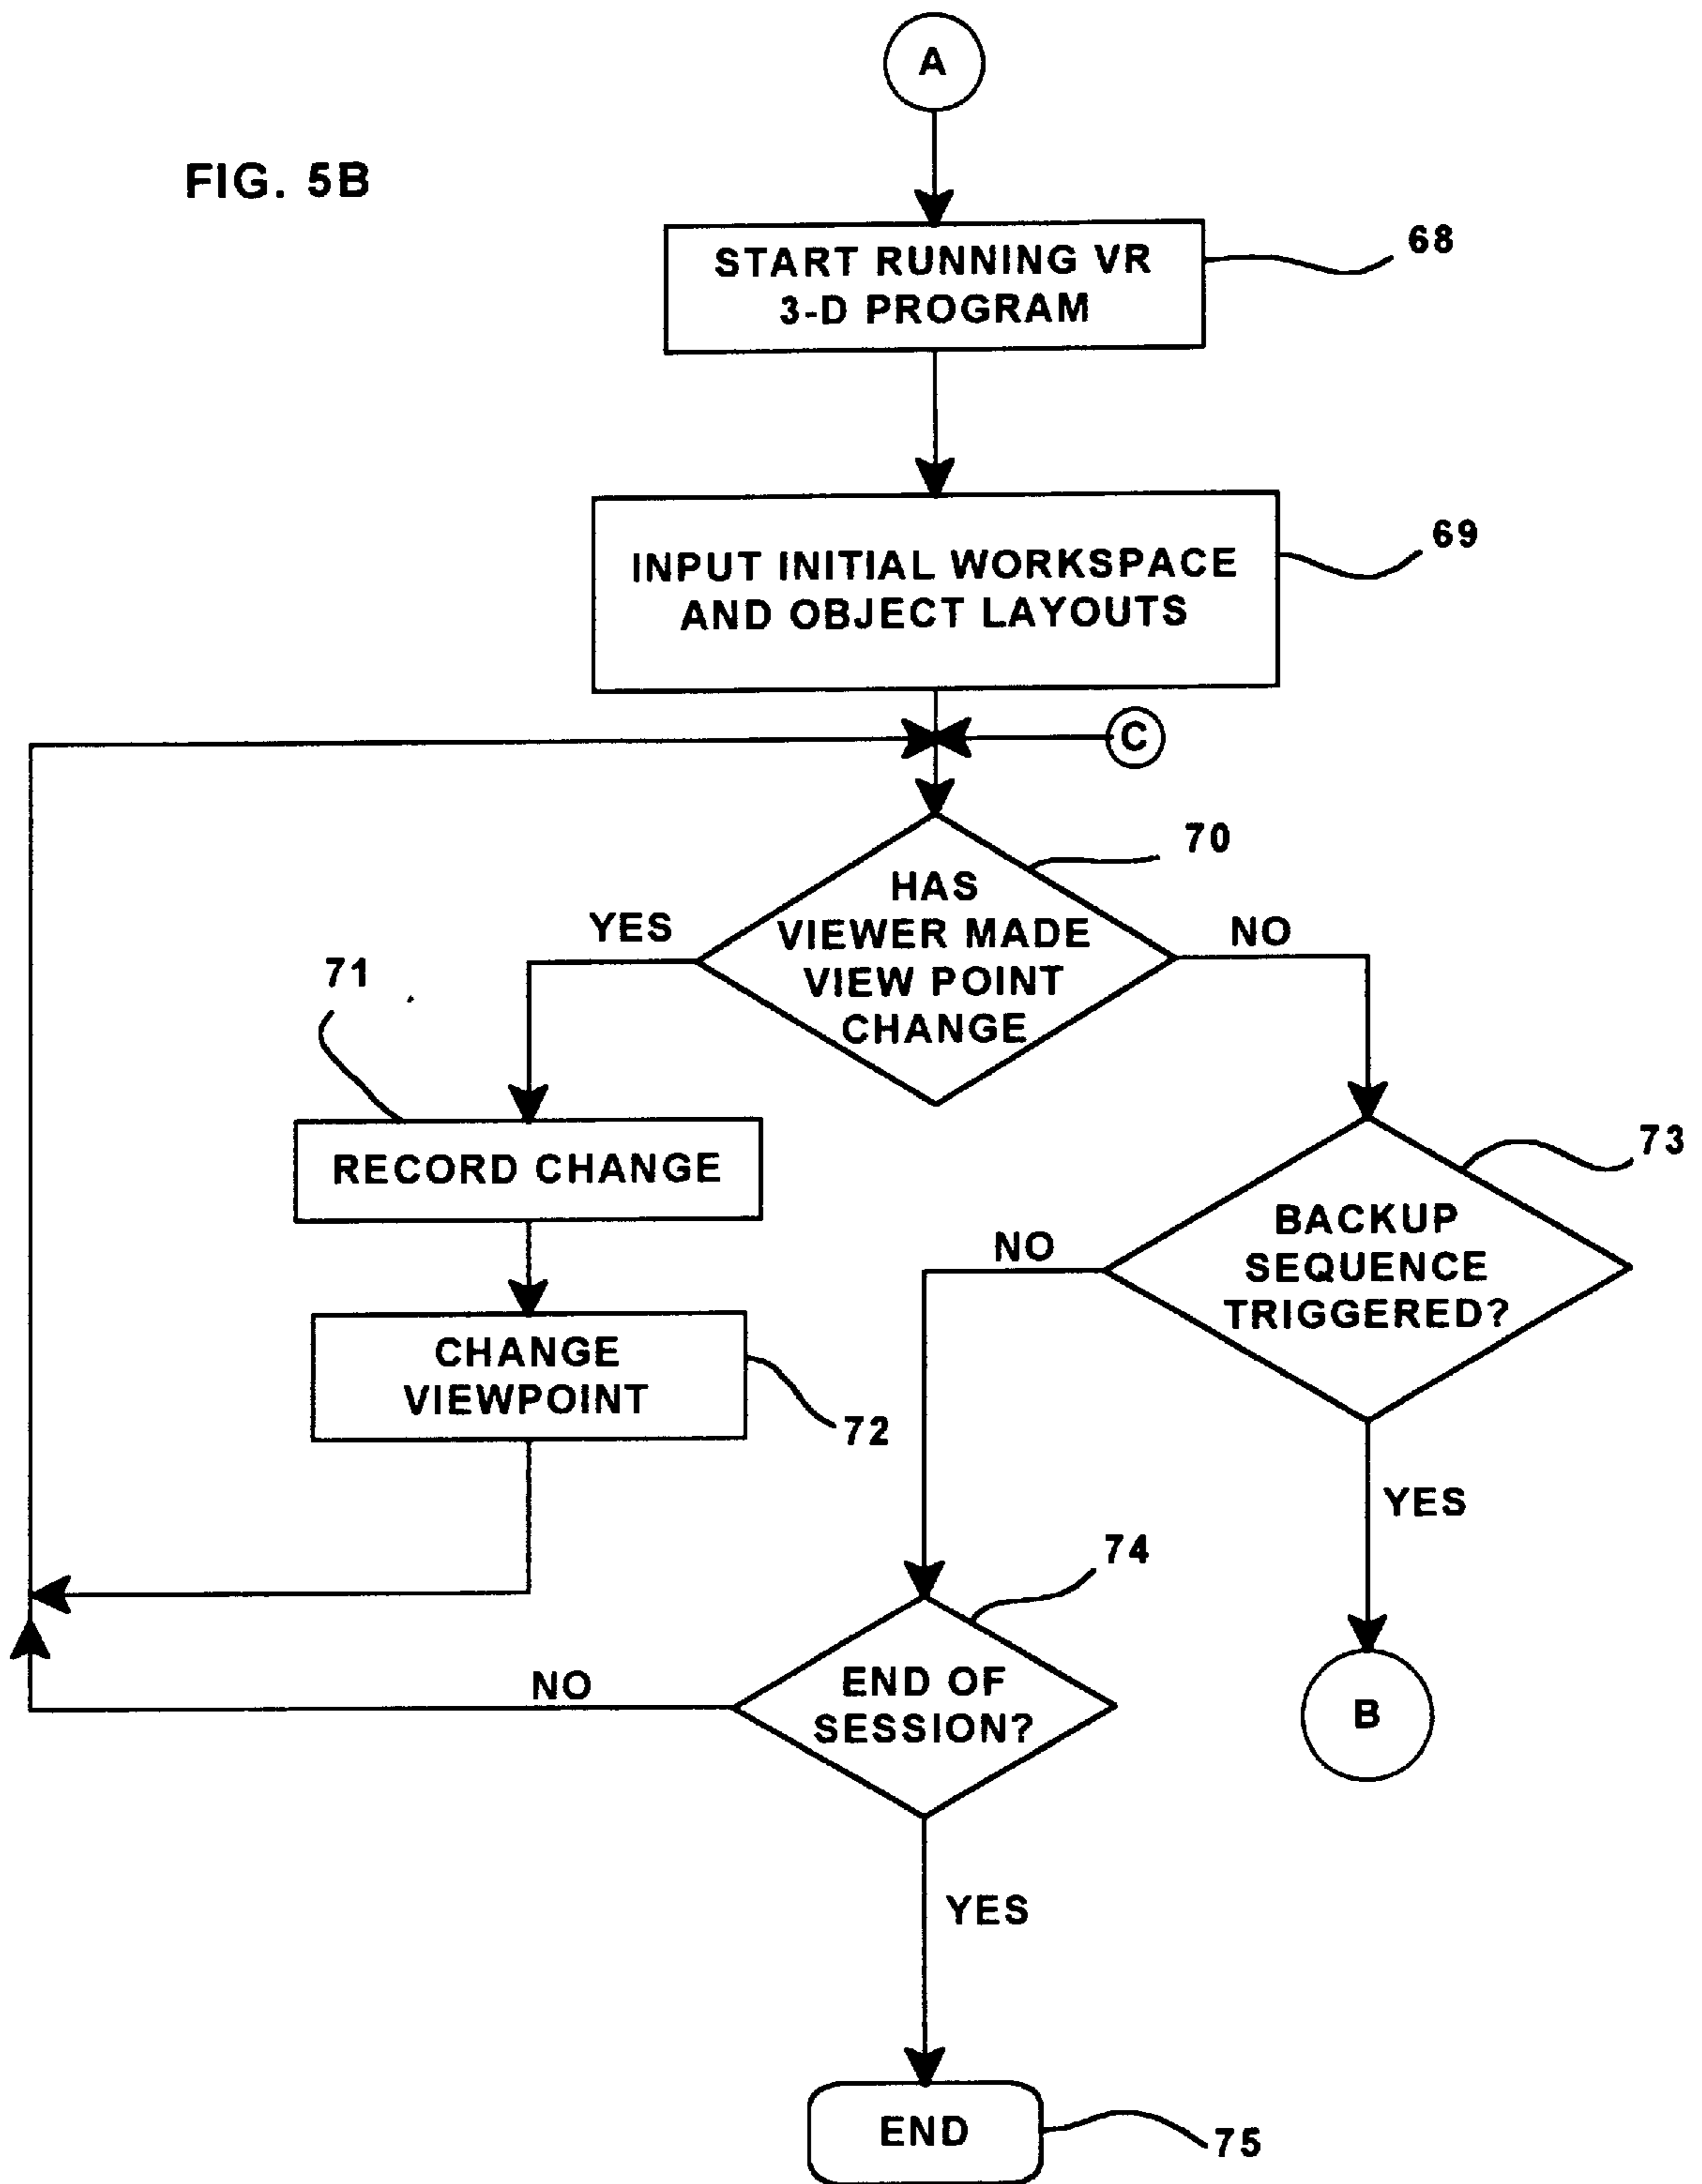 A
FIG. 5B
START RUNNING VR
3-D PROGRAM
68
INPUT INITIAL WORKSPACE
AND OBJECT LAYOUTS
69
C
70
HAS
VIEWER MADE
VIEW POINT
CHANGE
YES
NO
71
RECORD CHANGE
73
BACKUP
SEQUENCE
TRIGGERED?
NO
CHANGE
VIEWPOINT
72
YES
74
END OF
SESSION?
NO
B
YES
END
75